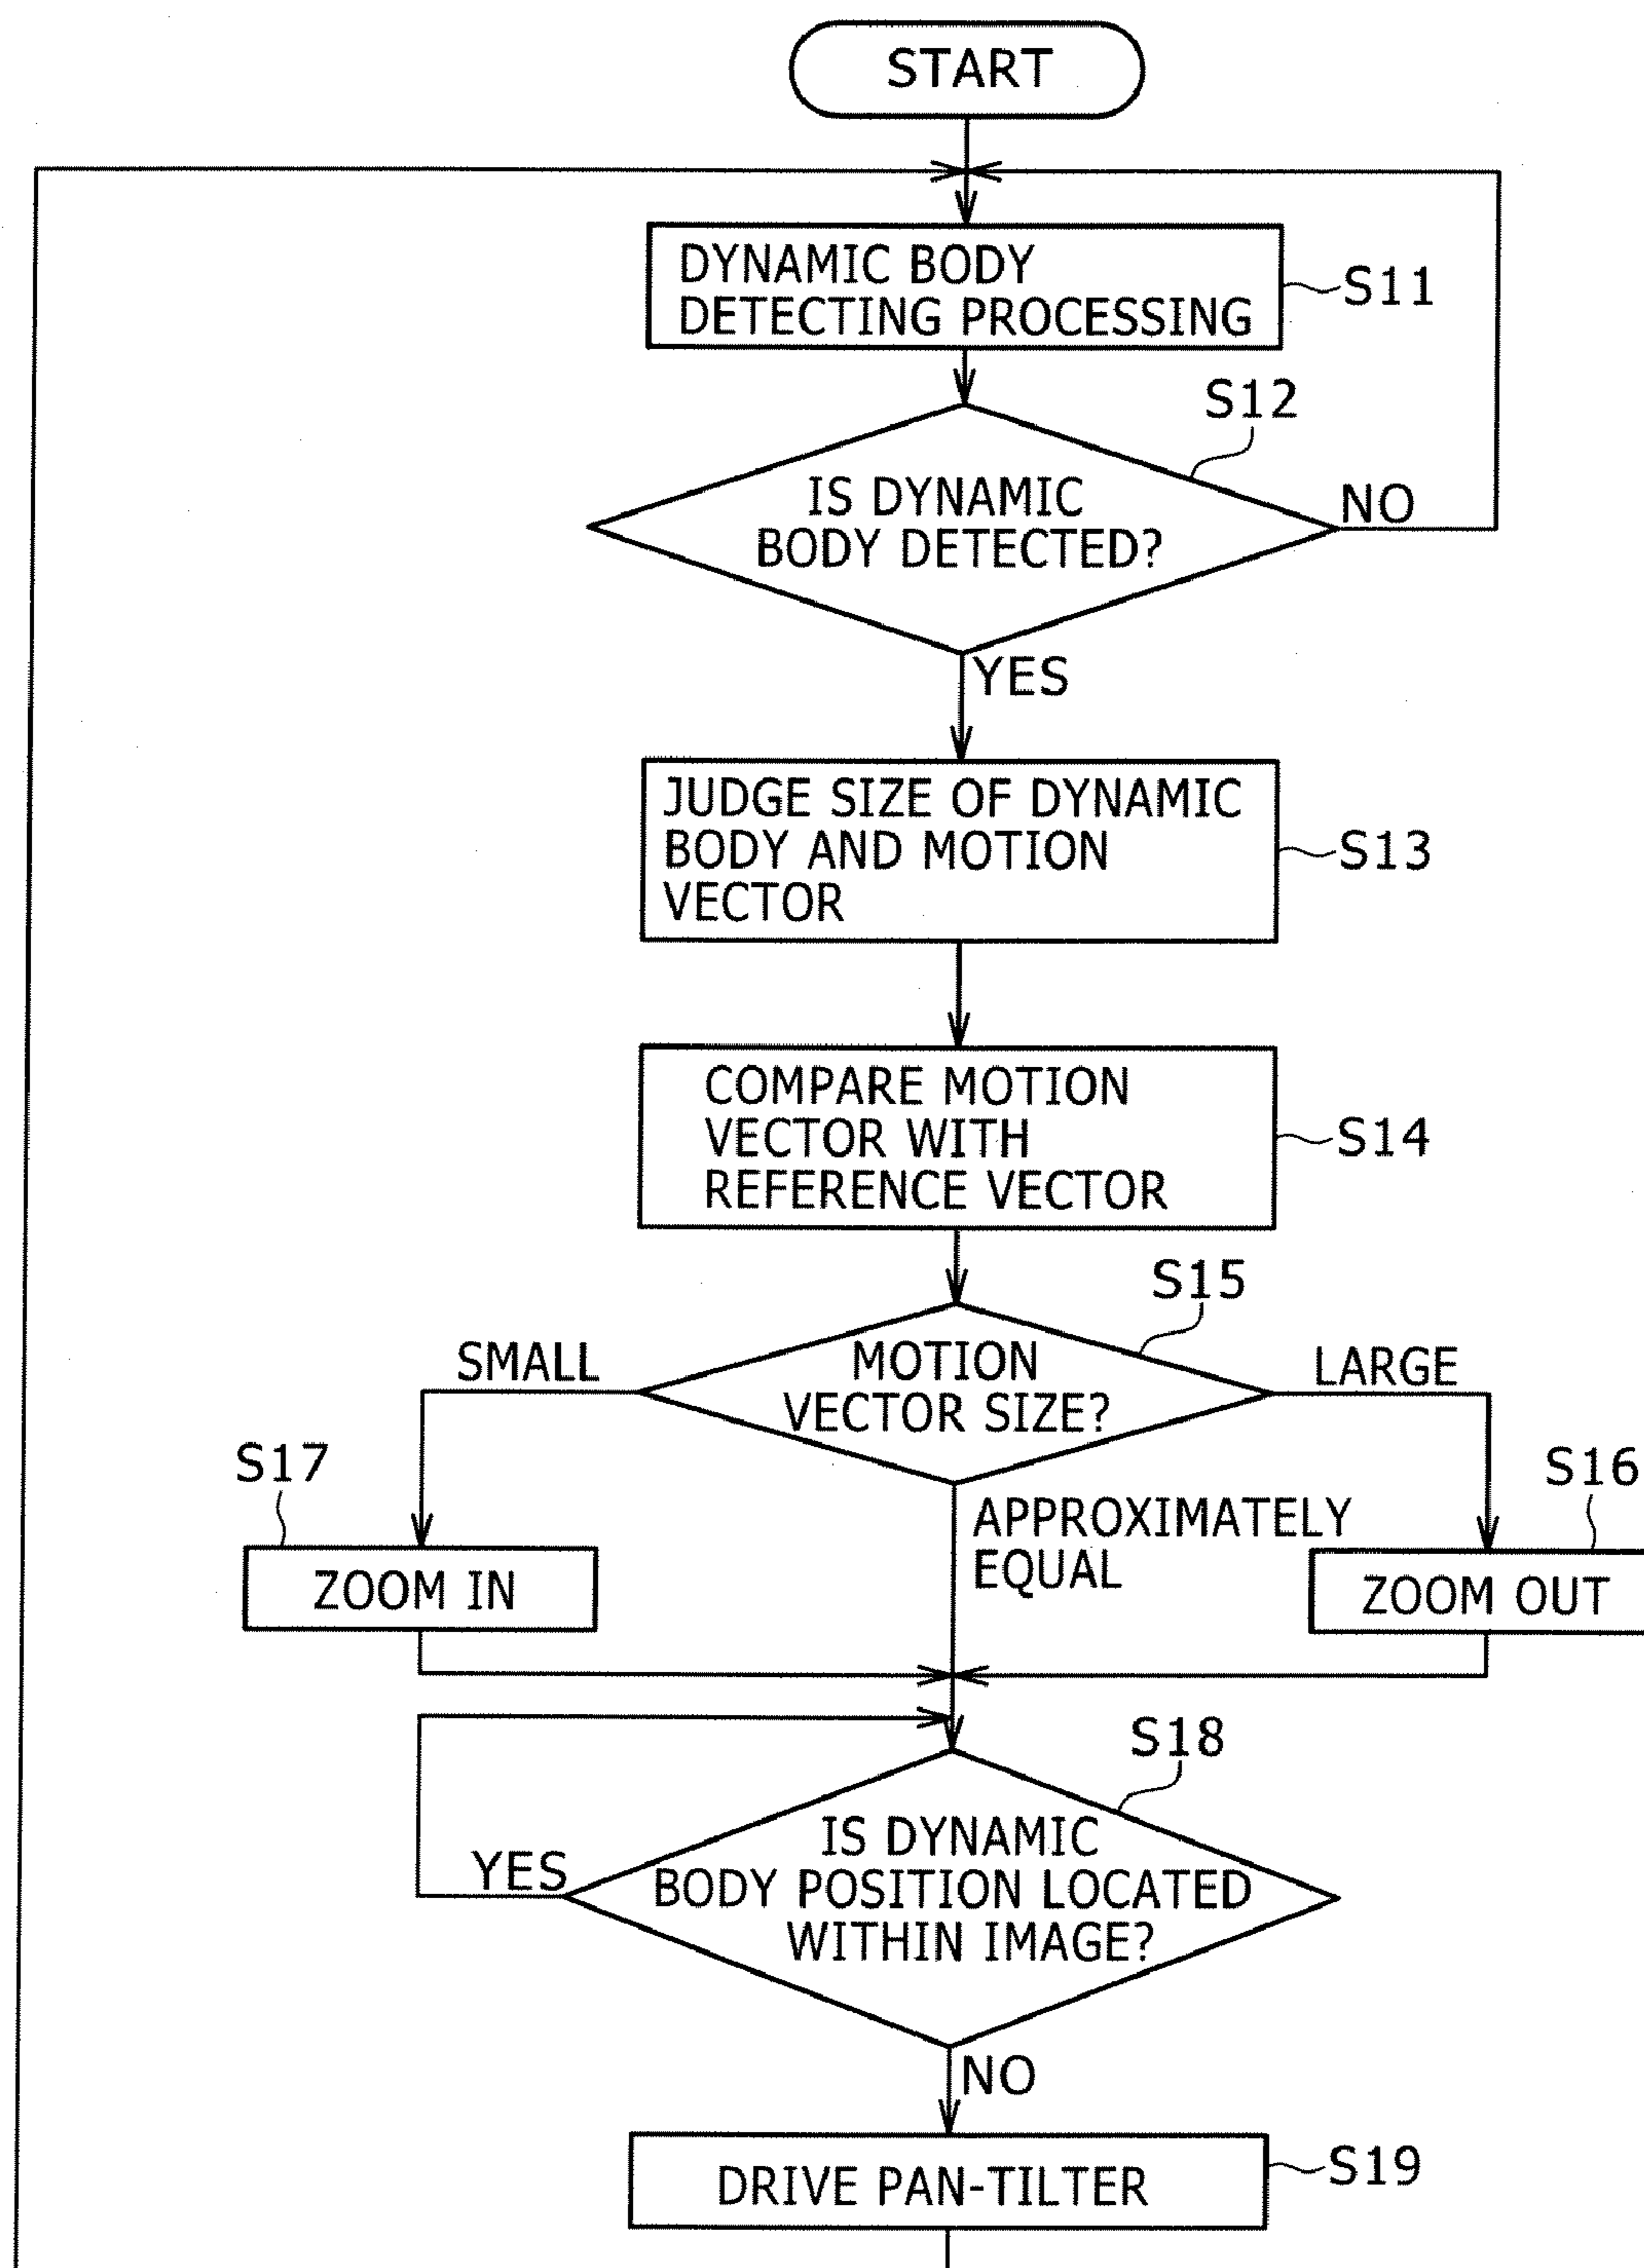 START
DYNAMIC BODY
DETECTING PROCESSING
S11
S12
IS DYNAMIC
BODY DETECTED?
NO
YES
JUDGE SIZE OF DYNAMIC
BODY AND MOTION
VECTOR
S13
COMPARE MOTION
VECTOR WITH
REFERENCE VECTOR
S14
S15
MOTION
VECTOR SIZE?
SMALL
LARGE
S17
S16
APPROXIMATELY
EQUAL
ZOOM IN
ZOOM OUT
S18
IS DYNAMIC
BODY POSITION LOCATED
WITHIN IMAGE?
YES
NO
DRIVE PAN-TILTER
S19